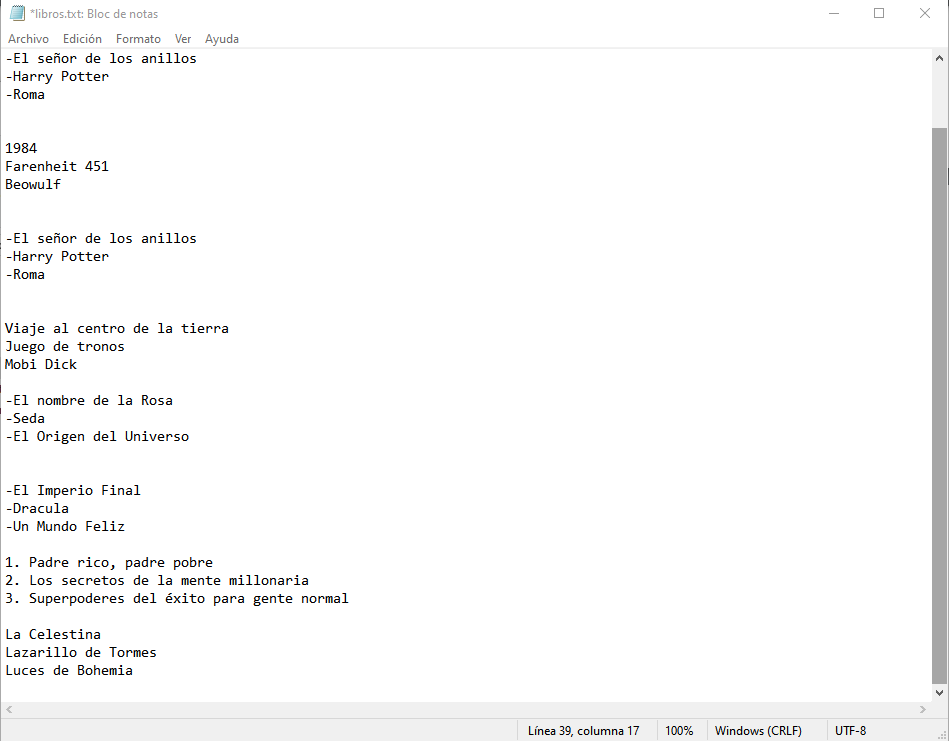 *libros.txt: Bloc de notas
Archivo Edición Formato Ver Ayuda
-El señor de los anillos
-Harry Potter
-Roma
1984
Farenheit 451
Beowulf
-El señor de los anillos
-Harry Potter
-Roma
Viaje al centro de la tierra
Juego de tronos
Mobi Dick
-El nombre de la Rosa
-Seda
-El Origen del Universo
-El Imperio Final
-Dracula
-Un Mundo Feliz
1. Padre rico, padre pobre
2. Los secretos de la mente millonaria
3. Superpoderes del éxito para gente normal
La Celestina
Lazarillo de Tormes
Luces de Bohemia
Línea 39, columna 17 100% Windows (CRLF) UTF-8